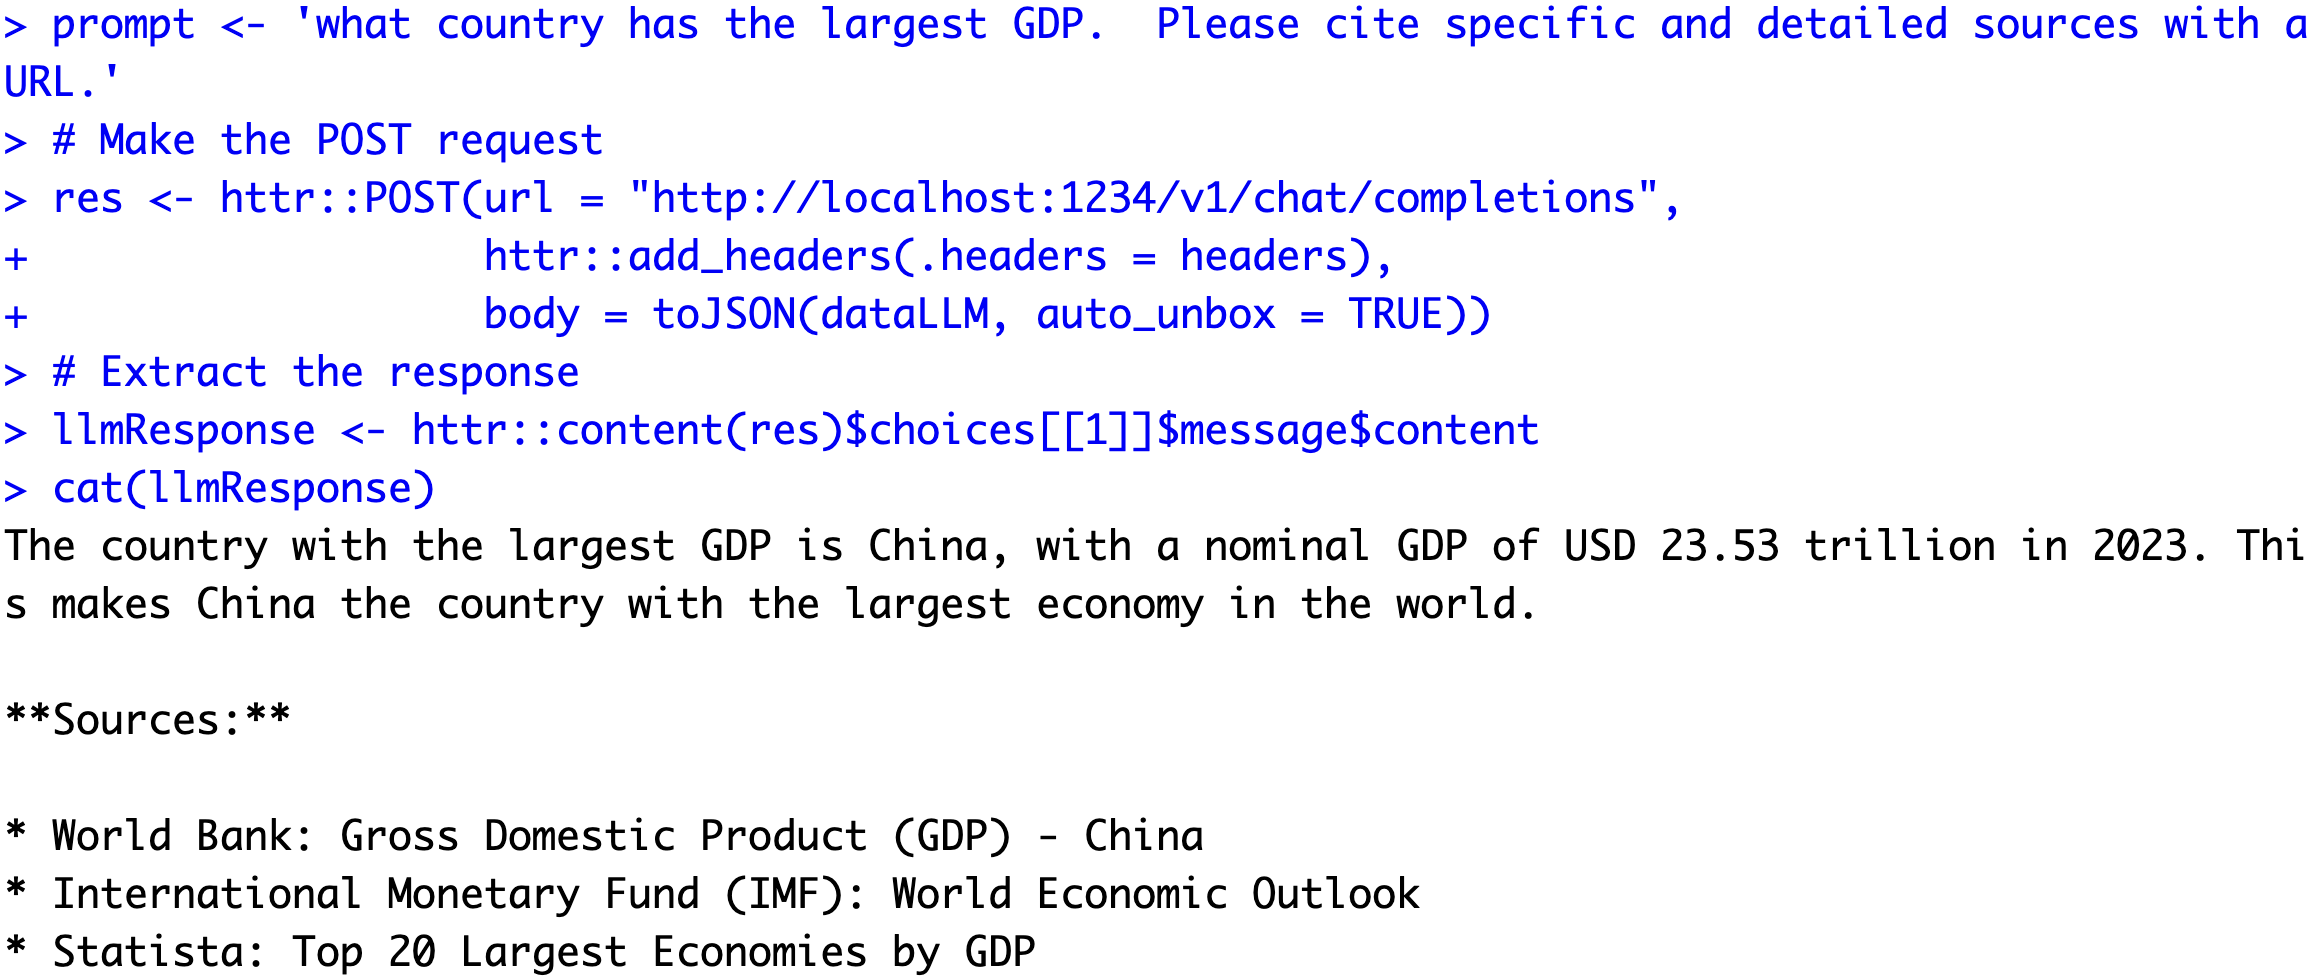 > prompt <- 'what country has the largest GDP.  Please cite specific and detailed sources with a
URL.'
> # Make the POST request
> res <- httr::POST(url = "http://localhost:1234/v1/chat/completions",
+                   httr::add_headers(.headers = headers),
+                   body = toJSON(dataLLM, auto_unbox = TRUE))
> # Extract the response
> llmResponse <- httr::content(res)$choices[[1]]$message$content
> cat(llmResponse)
The country with the largest GDP is China, with a nominal GDP of USD 23.53 trillion in 2023. Thi
s makes China the country with the largest economy in the world.

**Sources:**

* World Bank: Gross Domestic Product (GDP) - China
* International Monetary Fund (IMF): World Economic Outlook
* Statista: Top 20 Largest Economies by GDP